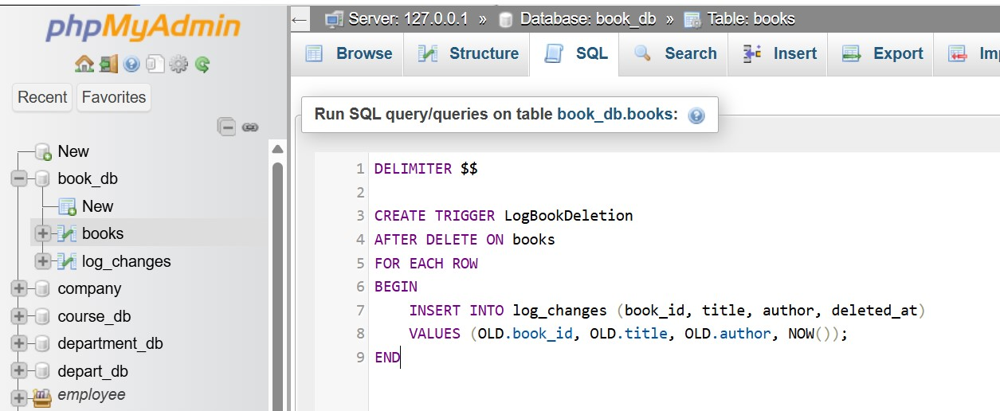 phpMyAdmin
Recent Favorites
New
book_db
New
books
log_changes
company
course_db
department_db
depart_db
employee
← Server: 127.0.0.1 » Database: book_db » Table: books
Browse Structure SQL Search Insert Export Im
Run SQL query/queries on table book_db.books:
1 DELIMITER $$
2
3 CREATE TRIGGER LogBookDeletion
4 AFTER DELETE ON books
5 FOR EACH ROW
6 BEGIN
7 INSERT INTO log_changes (book_id, title, author, deleted_at)
8 VALUES (OLD.book_id, OLD.title, OLD.author, NOW());
9 END